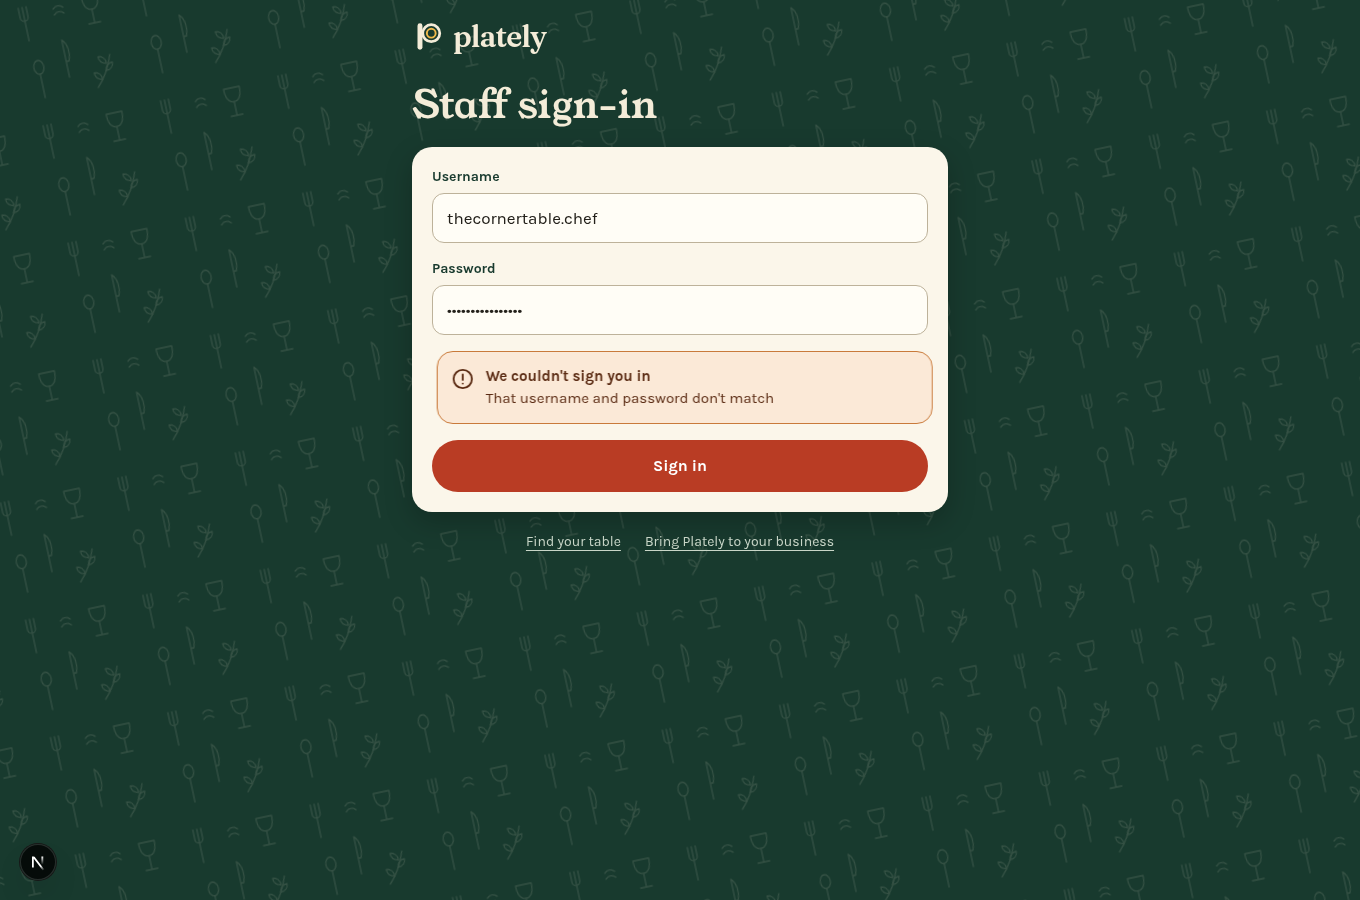 plately
Staff sign-in
Username
thecornertable.chef
Password
••••••••••••••••
We couldn't sign you in
That username and password don't match
Sign in
Find your table
Bring Plately to your business
N